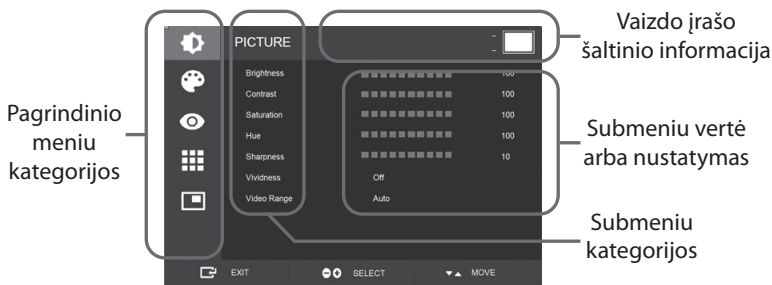 Pagrindinio
meniu
kategorijos
PICTURE
Brightness 100
Contrast 100
Saturation 100
Hue 100
Sharpness 10
Vividness Off
Video Range Auto
EXIT SELECT MOVE
Vaizdo įrašo
šaltinio informacija
Submeniu vertė
arba nustatymas
Submeniu
kategorijos